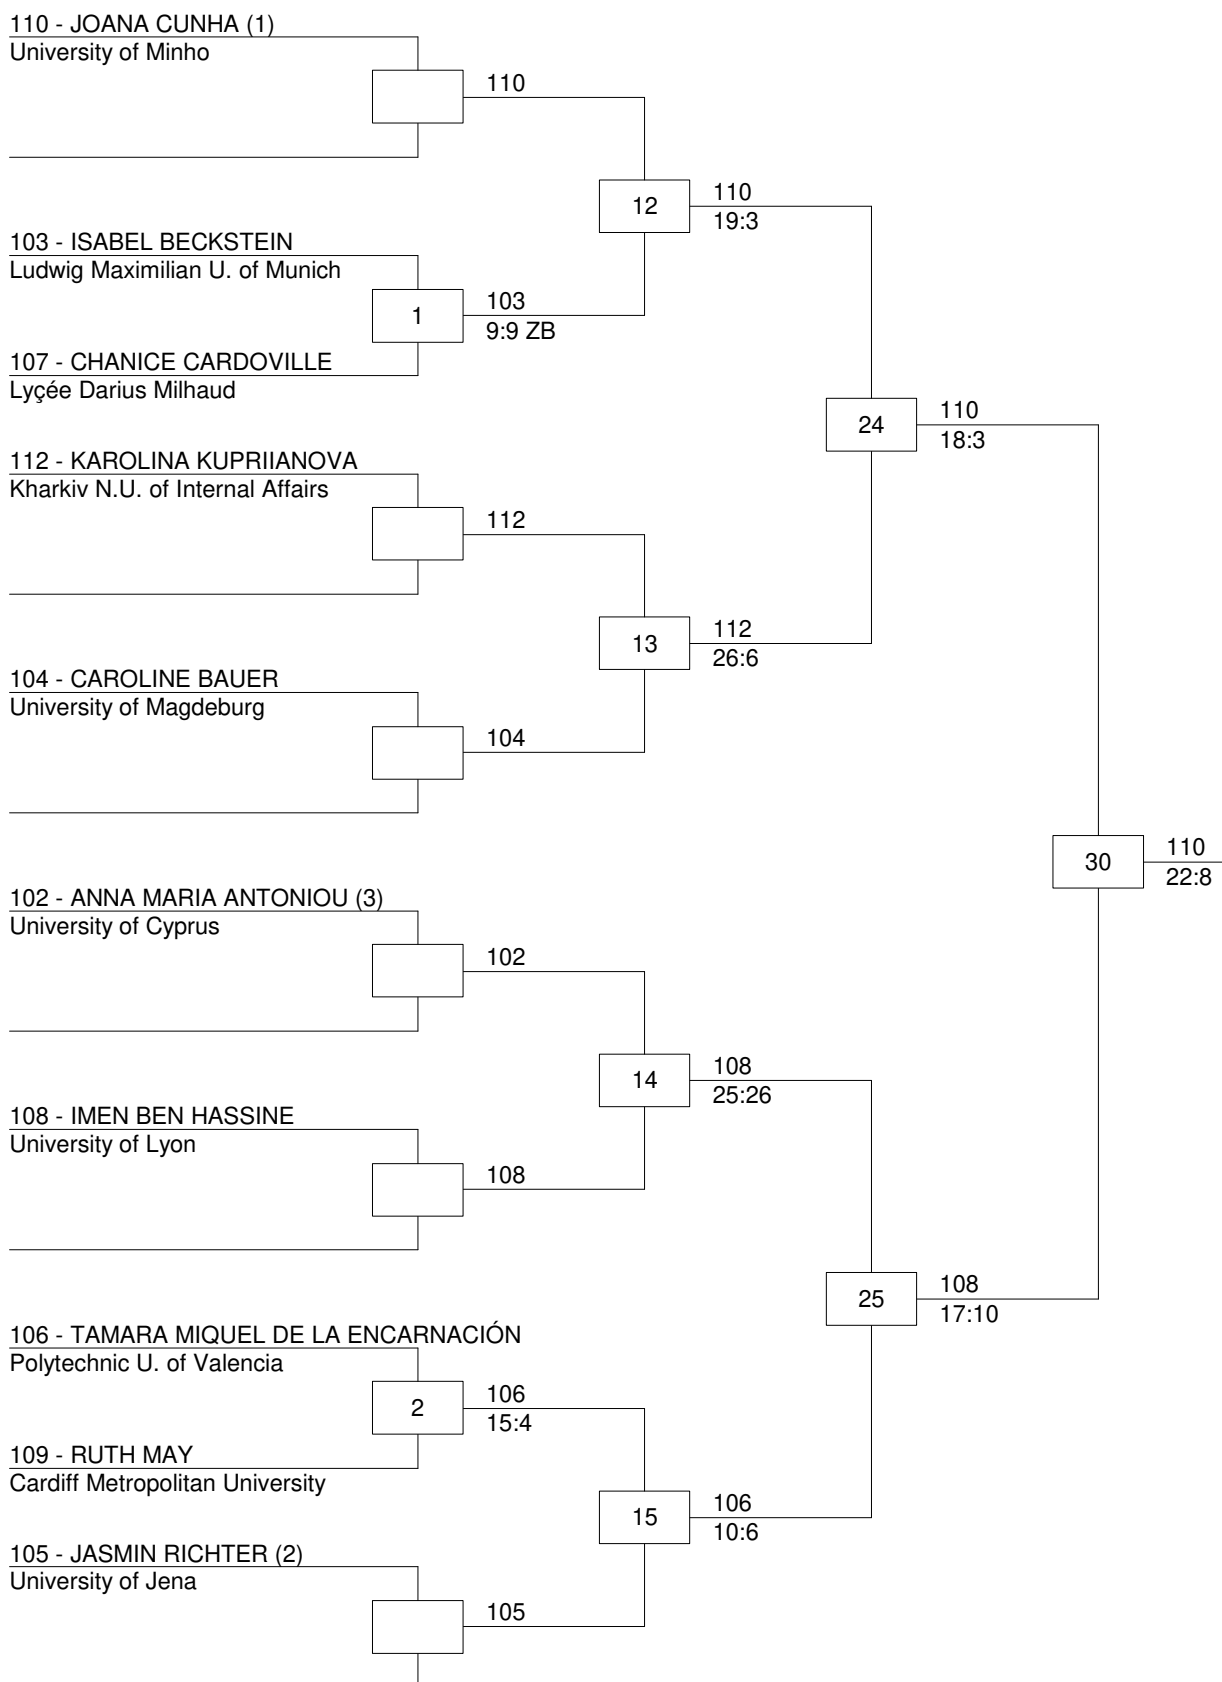 110 - JOANA CUNHA (1)
University of Minho
110
12
110
19:3
103 - ISABEL BECKSTEIN
Ludwig Maximilian U. of Munich
1
103
9:9 ZB
107 - CHANICE CARDOVILLE
Lyçée Darius Milhaud
24
110
18:3
112 - KAROLINA KUPRIIANOVA
Kharkiv N.U. of Internal Affairs
112
13
112
26:6
104 - CAROLINE BAUER
University of Magdeburg
104
30
110
22:8
102 - ANNA MARIA ANTONIOU (3)
University of Cyprus
102
14
108
25:26
108 - IMEN BEN HASSINE
University of Lyon
108
25
108
17:10
106 - TAMARA MIQUEL DE LA ENCARNACIÓN
Polytechnic U. of Valencia
2
106
15:4
109 - RUTH MAY
Cardiff Metropolitan University
15
106
10:6
105 - JASMIN RICHTER (2)
University of Jena
105